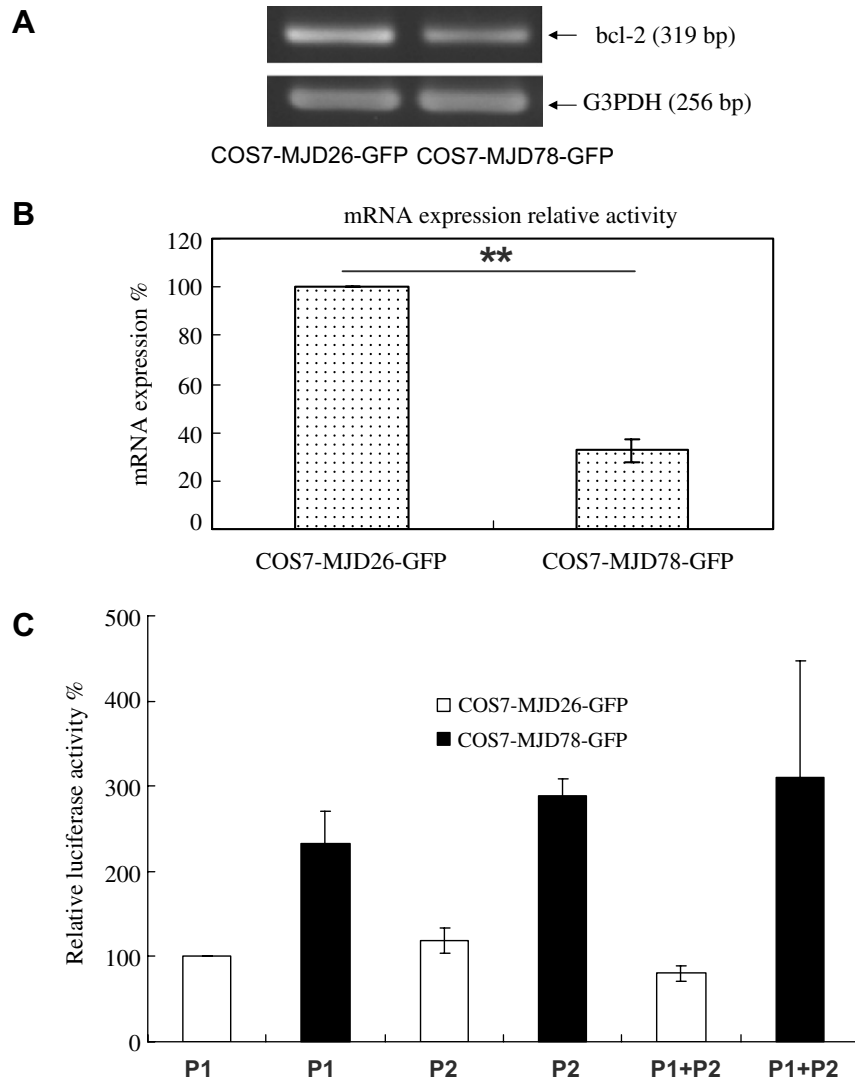 A
bcl-2 (319 bp)
G3PDH (256 bp)
COS7-MJD26-GFP COS7-MJD78-GFP
B
mRNA expression relative activity
120
100
80
60
40
20
0
mRNA expression %
**
COS7-MJD26-GFP COS7-MJD78-GFP
C
500
400
300
200
100
0
Relative luciferase activity %
COS7-MJD26-GFP
COS7-MJD78-GFP
P1 P1 P2 P2 P1+P2 P1+P2